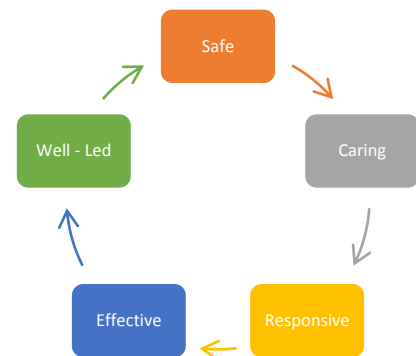 Safe
Caring
Responsive
Effective
Well - Led